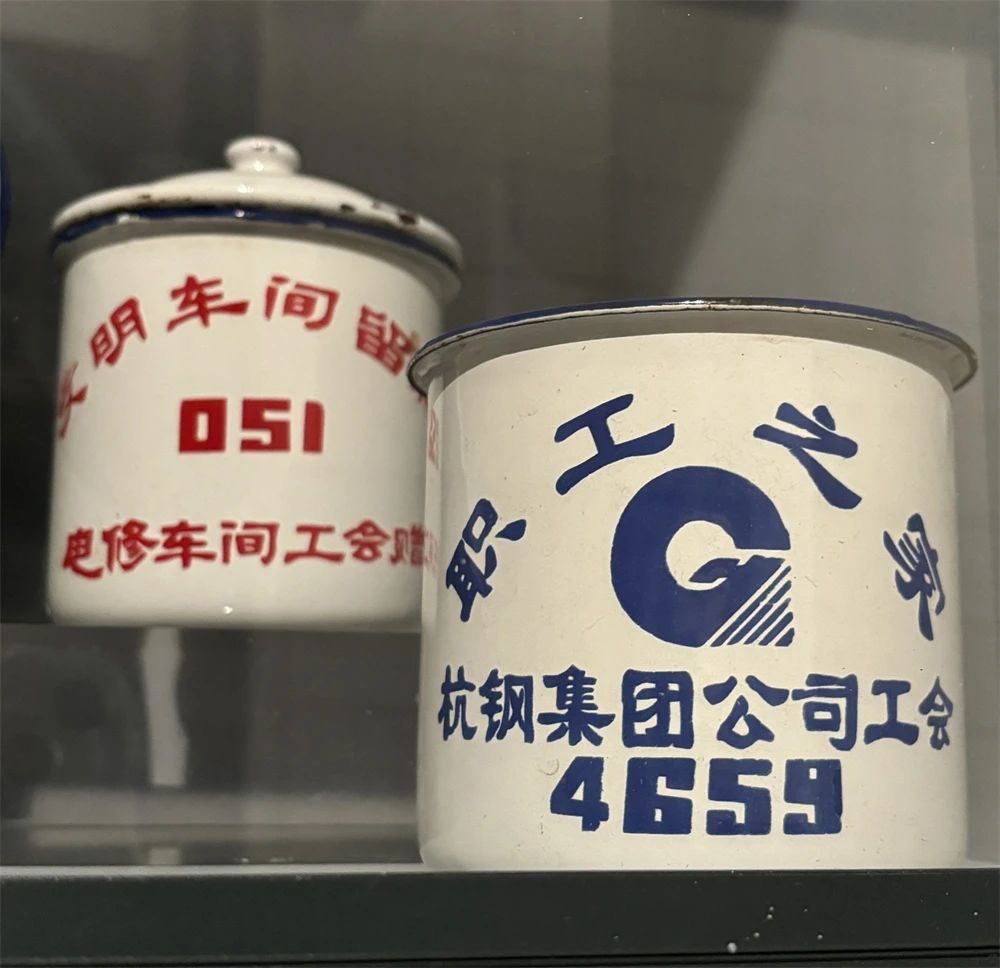 明车间留
051
电修车间工会赠
职工之家
杭钢集团公司工会
4659